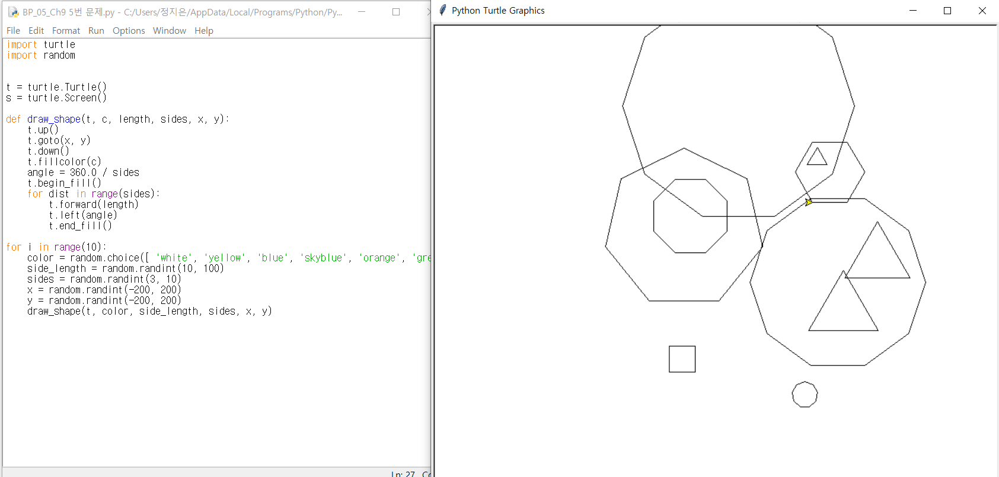 BP_05_Ch9 5번 문제.py - C:/Users/정지은/AppData/Local/Programs/Python/Py...
File Edit Format Run Options Window Help
import turtle
import random
t = turtle.Turtle()
s = turtle.Screen()
def draw_shape(t, c, length, sides, x, y):
    t.up()
    t.goto(x, y)
    t.down()
    t.fillcolor(c)
    angle = 360.0 / sides
    t.begin_fill()
    for dist in range(sides):
        t.forward(length)
        t.left(angle)
        t.end_fill()
for i in range(10):
    color = random.choice([ 'white', 'yellow', 'blue', 'skyblue', 'orange', 'gre
    side_length = random.randint(10, 100)
    sides = random.randint(3, 10)
    x = random.randint(-200, 200)
    y = random.randint(-200, 200)
    draw_shape(t, color, side_length, sides, x, y)
Ln: 27
Python Turtle Graphics